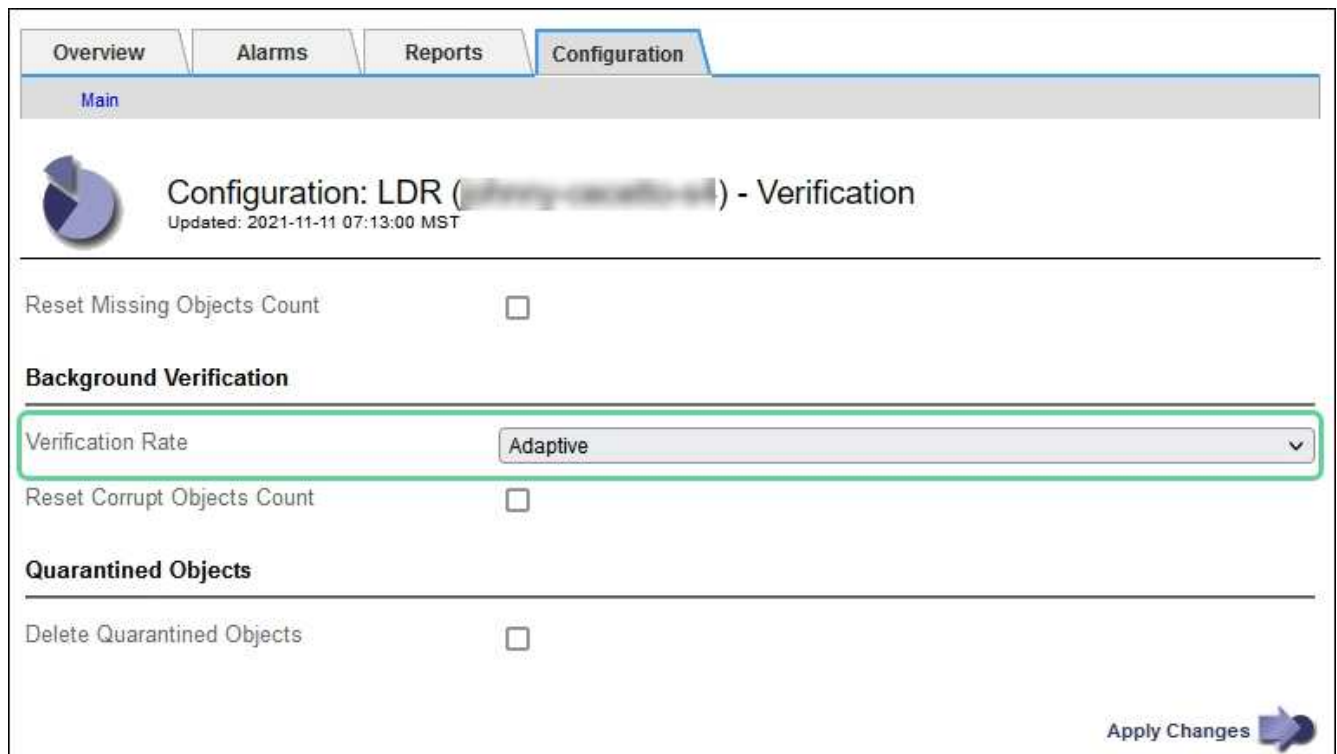 Overview Alarms Reports Configuration
Main
Configuration: LDR ( ) - Verification
Updated: 2021-11-11 07:13:00 MST
Reset Missing Objects Count
Background Verification
Verification Rate Adaptive
Reset Corrupt Objects Count
Quarantined Objects
Delete Quarantined Objects
Apply Changes